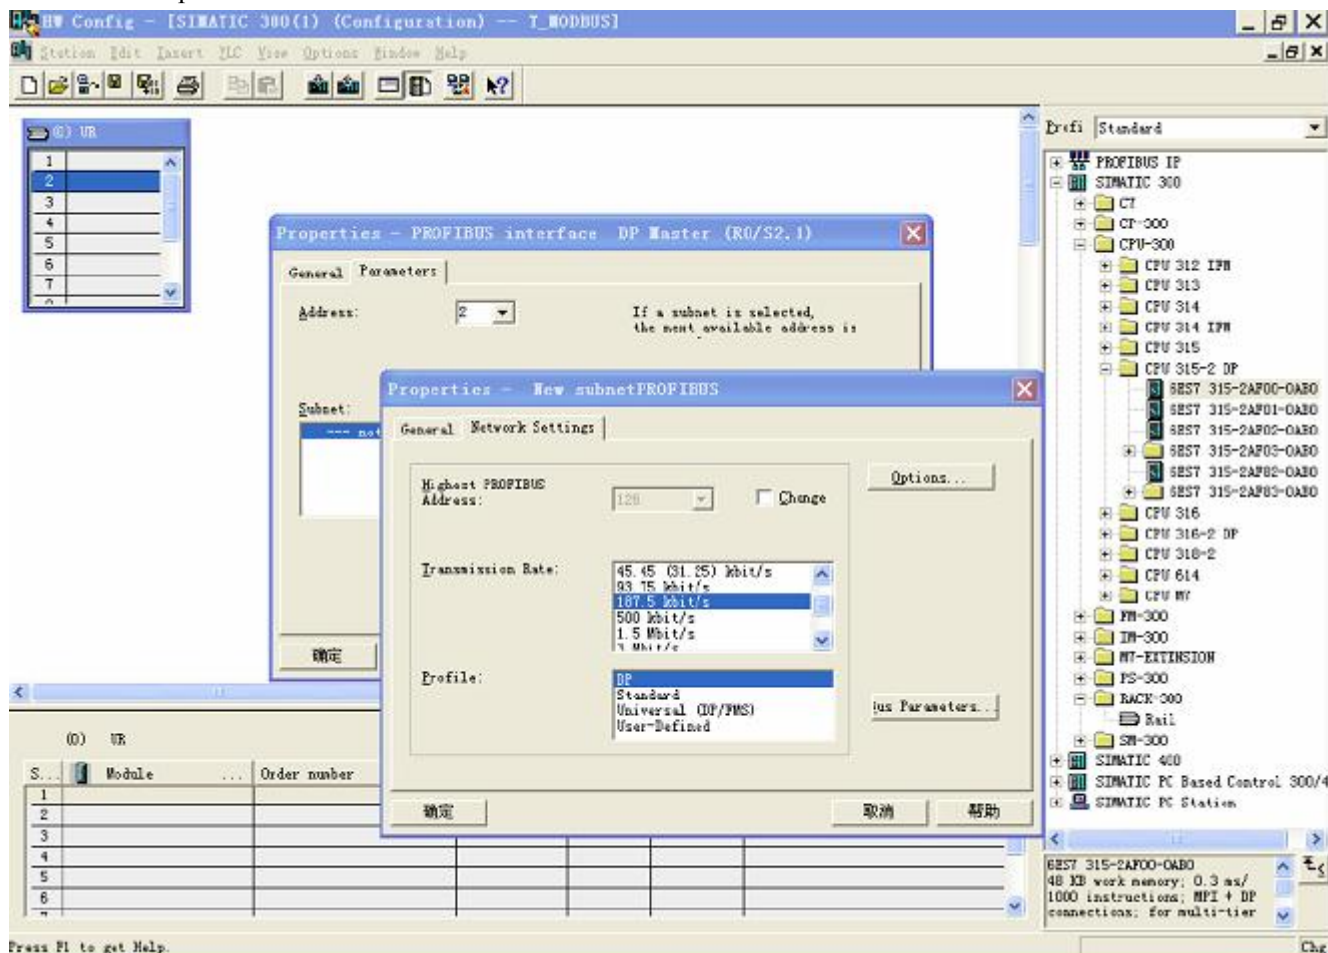 HW Config - [SIMATIC 300(1) (Configuration) -- T_MODBUS]
Station Edit Insert PLC View Options Window Help
(0) UR
1
2
3
4
5
6
7
Properties - PROFIBUS interface DP Master (R0/S2.1)
General Parameters
Address: 2
If a subnet is selected,
the next available address is
Subnet:
--- not
确定
Properties - New subnetPROFIBUS
General Network Settings
Highest PROFIBUS
Address: 126 Change
Options...
Transmission Rate:
45.45 (31.25) kbit/s
93.75 kbit/s
187.5 kbit/s
500 kbit/s
1.5 Mbit/s
3 Mbit/s
Profile:
DP
Standard
Universal (DP/FMS)
User-Defined
us Parameters...
确定 取消 帮助
(0) UR
S... Module ... Order number
1
2
3
4
5
6
Profi Standard
PROFIBUS IP
SIMATIC 300
C7
CP-300
CPU-300
CPU 312 IFM
CPU 313
CPU 314
CPU 314 IFM
CPU 315
CPU 315-2 DP
6ES7 315-2AF00-0AB0
6ES7 315-2AF01-0AB0
6ES7 315-2AF02-0AB0
6ES7 315-2AF03-0AB0
6ES7 315-2AF82-0AB0
6ES7 315-2AF83-0AB0
CPU 316
CPU 316-2 DP
CPU 318-2
CPU 614
CPU M7
FM-300
IM-300
M7-EXTENSION
PS-300
RACK-300
Rail
SM-300
SIMATIC 400
SIMATIC PC Based Control 300/4
SIMATIC PC Station
6ES7 315-2AF00-0AB0
48 KB work memory; 0.3 ms/
1000 instructions; MPI + DP
connections; for multi-tier
Press F1 to get Help.
Chg